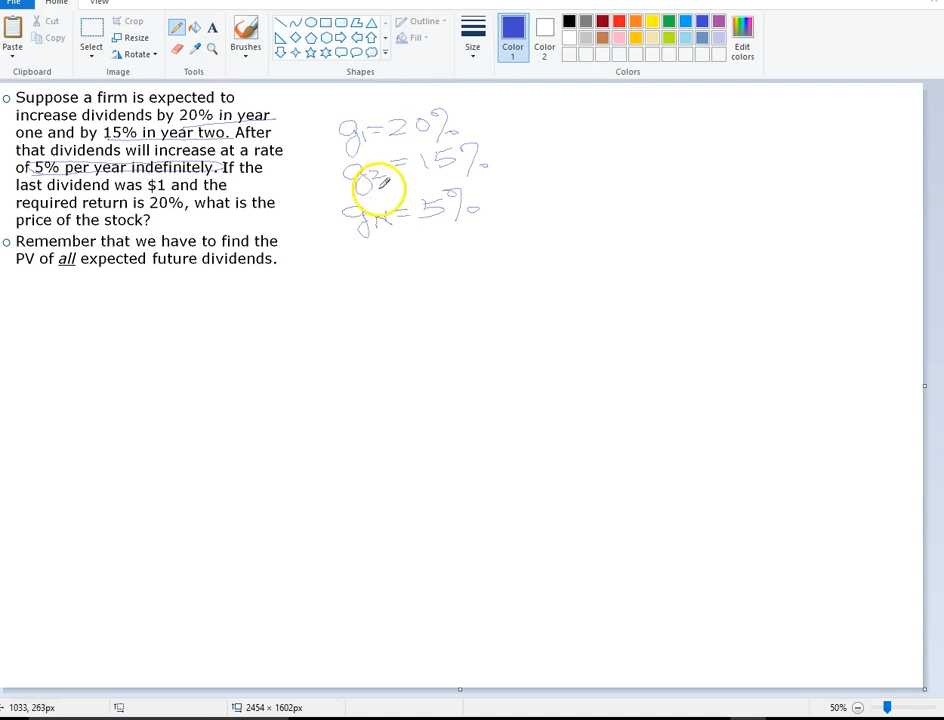 File
Home
View
Cut
Copy
Paste
Clipboard
Crop
Resize
Rotate
Select
Image
Tools
Brushes
Shapes
Outline
Fill
Size
Color
1
Color
2
Edit
colors
Colors
Suppose a firm is expected to
increase dividends by 20% in year
one and by 15% in year two. After
that dividends will increase at a rate
of 5% per year indefinitely. If the
last dividend was $1 and the
required return is 20%, what is the
price of the stock?
Remember that we have to find the
PV of all expected future dividends.
g1=20%
g2=15%
gn=5%
1033, 263px
2454 × 1602px
50%